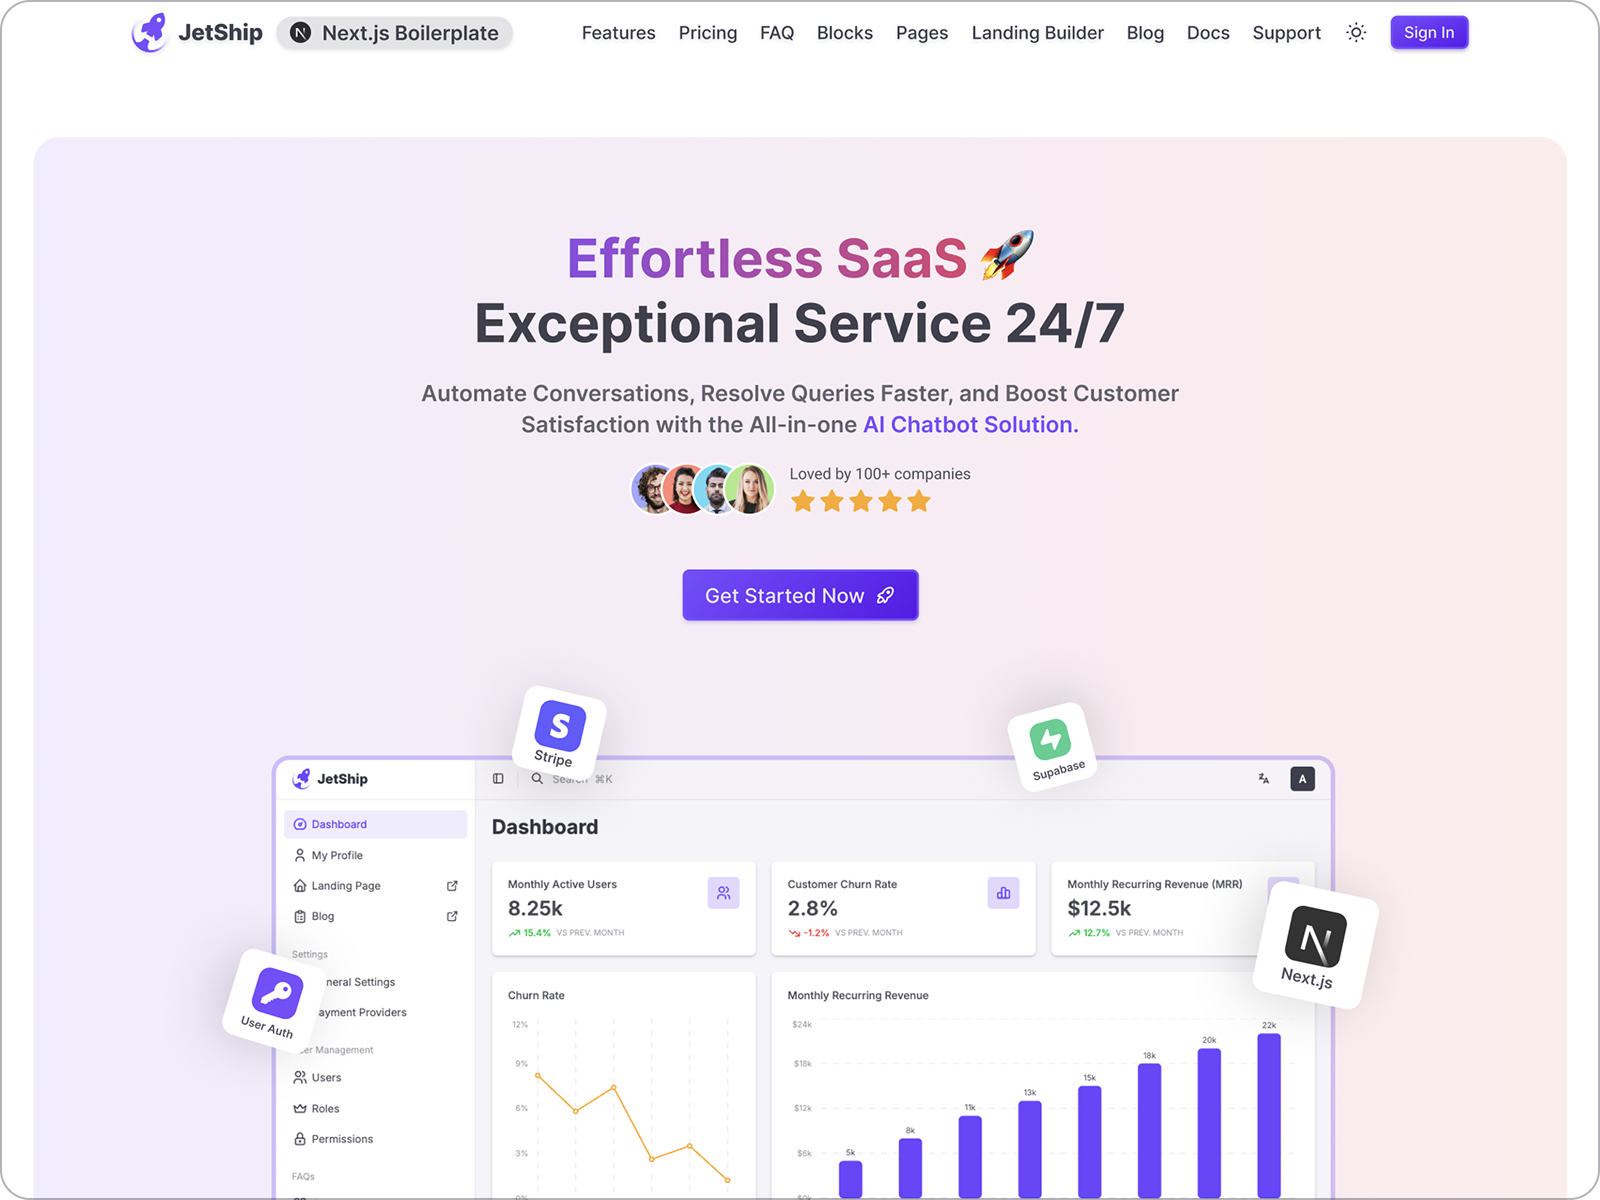 JetShip
Next.js Boilerplate
Features
Pricing
FAQ
Blocks
Pages
Landing Builder
Blog
Docs
Support
Sign In
Effortless SaaS 🚀
Exceptional Service 24/7
Automate Conversations, Resolve Queries Faster, and Boost Customer
Satisfaction with the All-in-one AI Chatbot Solution.
Loved by 100+ companies
Get Started Now
Stripe
Supabase
Next.js
User Auth
JetShip
Search ⌘K
A
Dashboard
My Profile
Landing Page
Blog
Settings
neral Settings
ayment Providers
er Management
Users
Roles
Permissions
FAQs
Dashboard
Monthly Active Users
8.25k
15.4% VS PREV. MONTH
Customer Churn Rate
2.8%
-1.2% VS PREV. MONTH
Monthly Recurring Revenue (MRR)
$12.5k
12.7% VS PREV. MONTH
Churn Rate
12%
9%
6%
3%
0%
Monthly Recurring Revenue
$24k
$18k
$12k
$6k
$0k
5k
8k
11k
13k
15k
18k
20k
22k